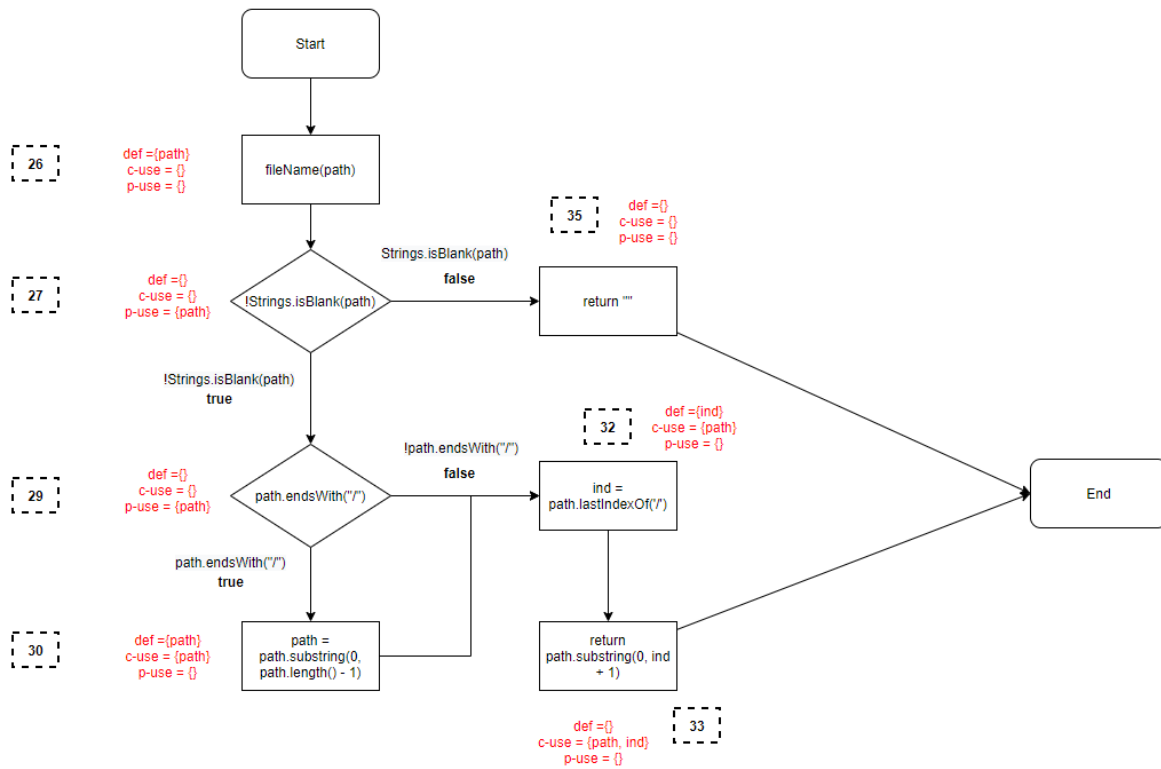 Start
26
def ={path}
c-use = {}
p-use = {}
fileName(path)
35
def ={}
c-use = {}
p-use = {}
27
def ={}
c-use = {}
p-use = {path}
!Strings.isBlank(path)
Strings.isBlank(path)
false
return ""
!Strings.isBlank(path)
true
32
def ={ind}
c-use = {path}
p-use = {}
29
def ={}
c-use = {}
p-use = {path}
path.endsWith("/")
!path.endsWith("/")
false
ind =
path.lastIndexOf('/')
End
path.endsWith("/")
true
30
def ={path}
c-use = {path}
p-use = {}
path =
path.substring(0,
path.length() - 1)
return
path.substring(0, ind
+ 1)
def ={}
c-use = {path, ind}
p-use = {}
33